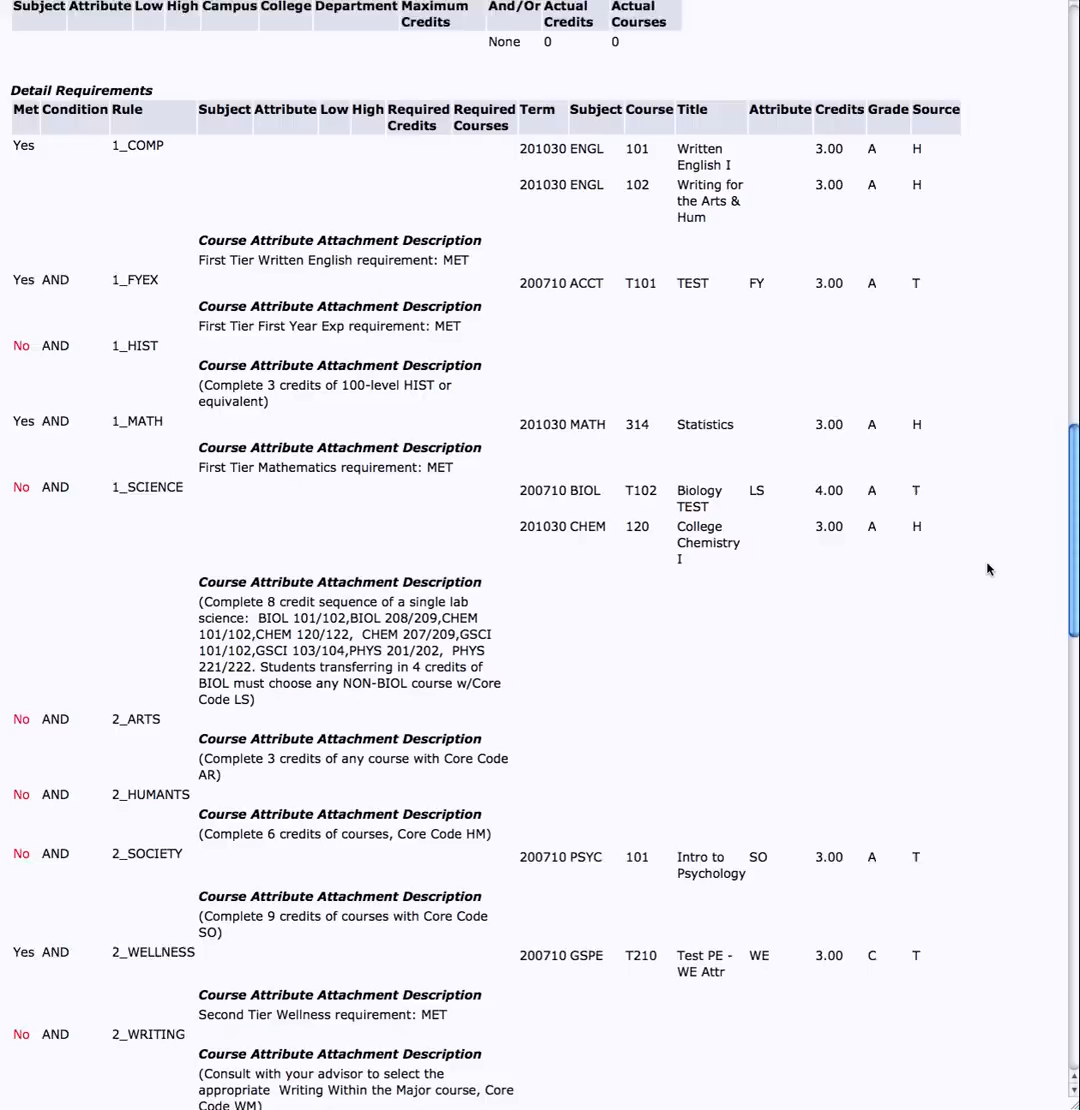 Subject Attribute Low High Campus College Department Maximum Credits And/Or Actual Credits Actual Courses
None 0 0
Detail Requirements
Met Condition Rule Subject Attribute Low High Required Credits Required Courses Term Subject Course Title Attribute Credits Grade Source
Yes 1_COMP 201030 ENGL 101 Written English I 3.00 A H
201030 ENGL 102 Writing for the Arts & Hum 3.00 A H
Course Attribute Attachment Description
First Tier Written English requirement: MET
Yes AND 1_FYEX 200710 ACCT T101 TEST FY 3.00 A T
Course Attribute Attachment Description
First Tier First Year Exp requirement: MET
No AND 1_HIST
Course Attribute Attachment Description
(Complete 3 credits of 100-level HIST or
equivalent)
Yes AND 1_MATH 201030 MATH 314 Statistics 3.00 A H
Course Attribute Attachment Description
First Tier Mathematics requirement: MET
No AND 1_SCIENCE 200710 BIOL T102 Biology TEST LS 4.00 A T
201030 CHEM 120 College Chemistry I 3.00 A H
Course Attribute Attachment Description
(Complete 8 credit sequence of a single lab
science: BIOL 101/102,BIOL 208/209,CHEM
101/102,CHEM 120/122, CHEM 207/209,GSCI
101/102,GSCI 103/104,PHYS 201/202, PHYS
221/222. Students transferring in 4 credits of
BIOL must choose any NON-BIOL course w/Core
Code LS)
No AND 2_ARTS
Course Attribute Attachment Description
(Complete 3 credits of any course with Core Code
AR)
No AND 2_HUMANTS
Course Attribute Attachment Description
(Complete 6 credits of courses, Core Code HM)
No AND 2_SOCIETY 200710 PSYC 101 Intro to Psychology SO 3.00 A T
Course Attribute Attachment Description
(Complete 9 credits of courses with Core Code
SO)
Yes AND 2_WELLNESS 200710 GSPE T210 Test PE - WE Attr WE 3.00 C T
Course Attribute Attachment Description
Second Tier Wellness requirement: MET
No AND 2_WRITING
Course Attribute Attachment Description
(Consult with your advisor to select the
appropriate Writing Within the Major course, Core
Code WM)